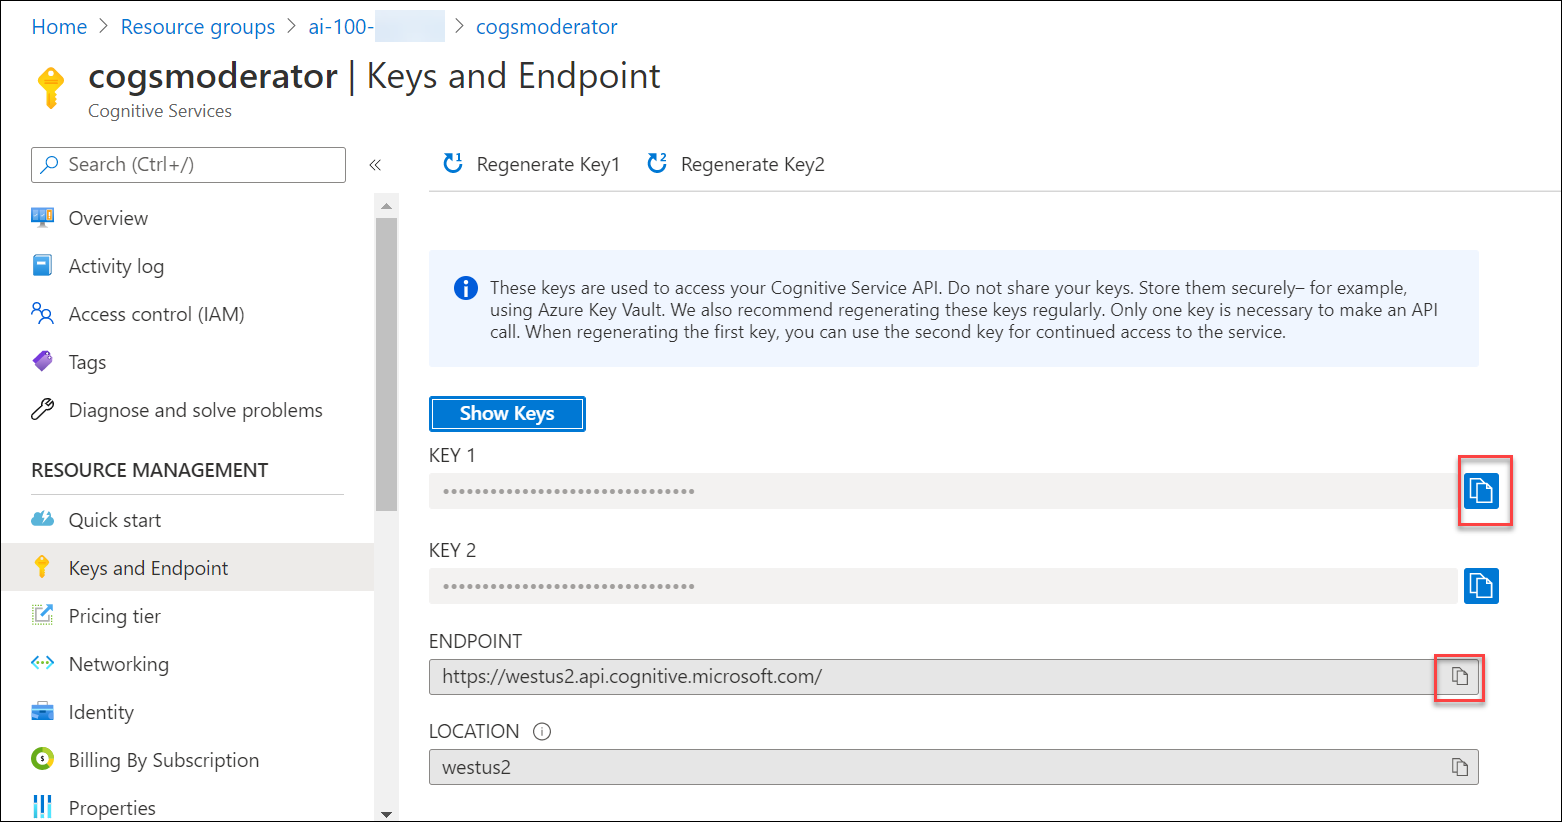 Home > Resource groups > ai-100- > cogsmoderator
cogsmoderator | Keys and Endpoint
Cognitive Services
Search (Ctrl+/)
«
Overview
Activity log
Access control (IAM)
Tags
Diagnose and solve problems
RESOURCE MANAGEMENT
Quick start
Keys and Endpoint
Pricing tier
Networking
Identity
Billing By Subscription
Properties
1 Regenerate Key1 2 Regenerate Key2
These keys are used to access your Cognitive Service API. Do not share your keys. Store them securely– for example,
using Azure Key Vault. We also recommend regenerating these keys regularly. Only one key is necessary to make an API
call. When regenerating the first key, you can use the second key for continued access to the service.
Show Keys
KEY 1
••••••••••••••••••••••••••••••••
KEY 2
••••••••••••••••••••••••••••••••
ENDPOINT
https://westus2.api.cognitive.microsoft.com/
LOCATION
westus2